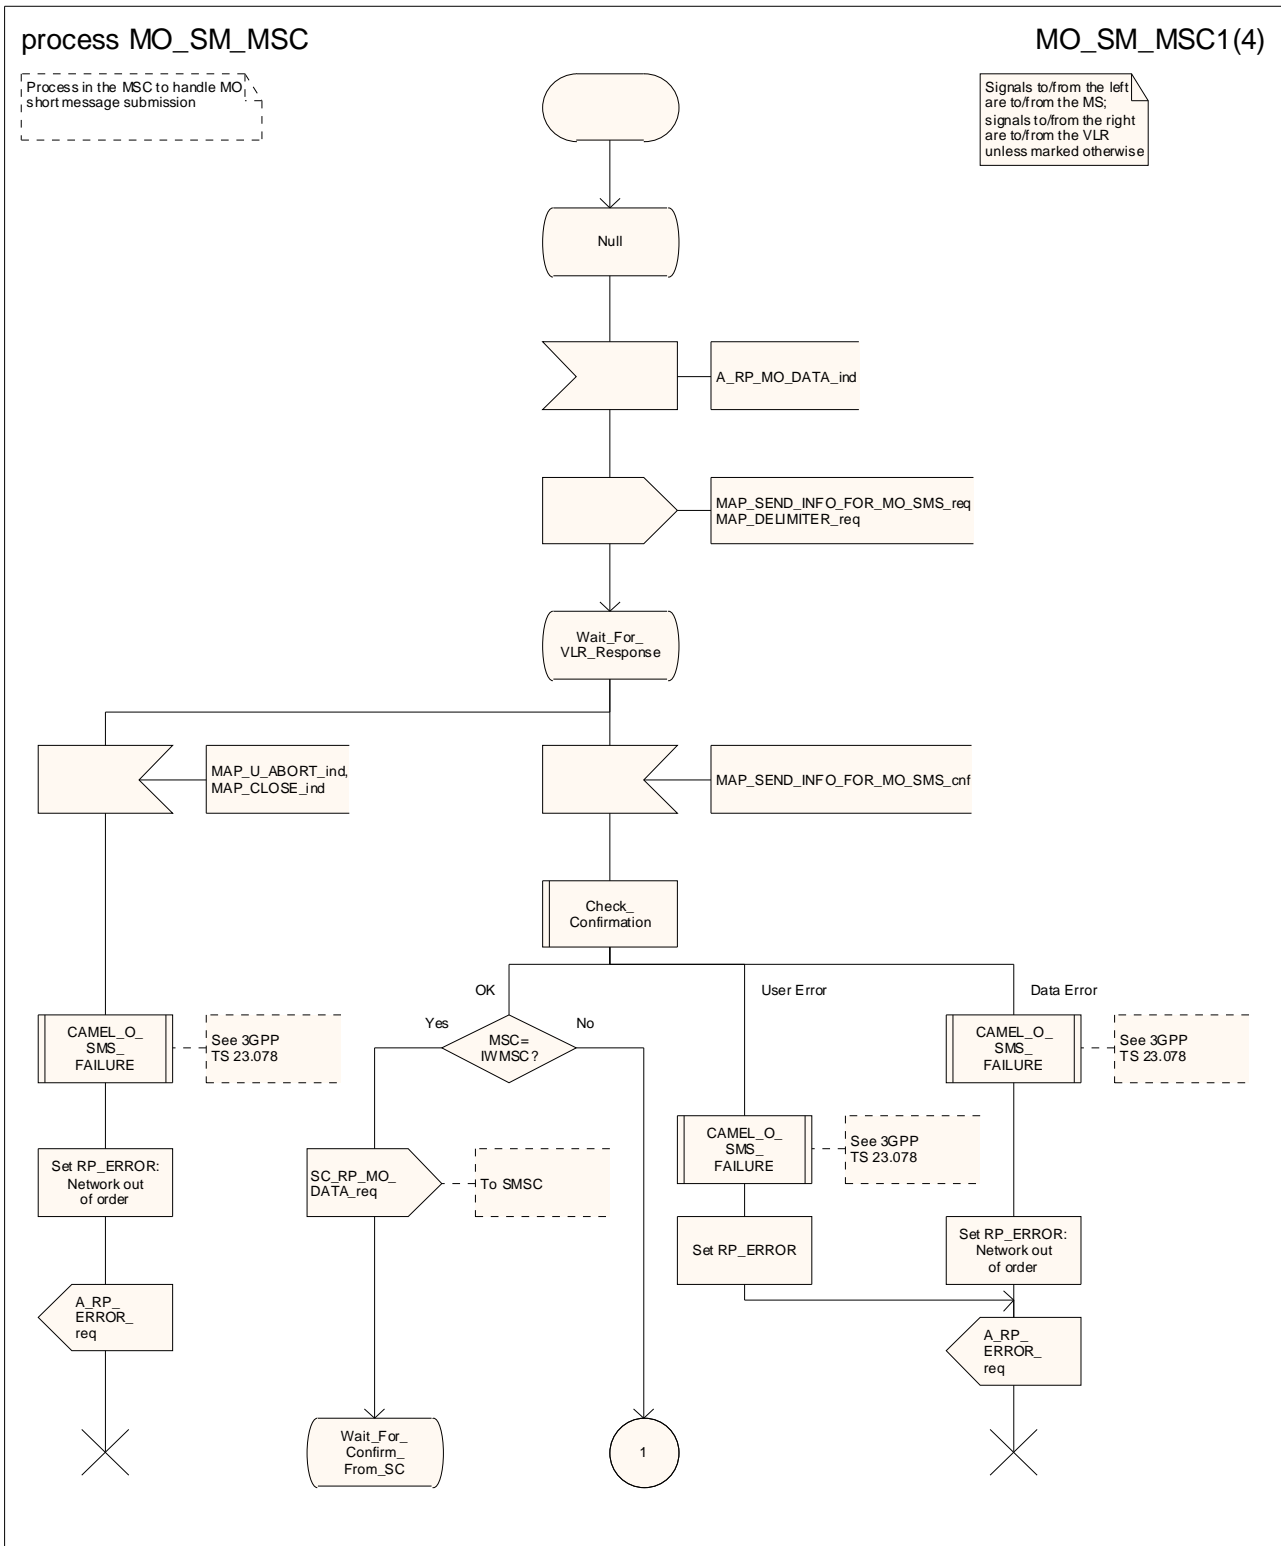 process MO_SM_MSC
MO_SM_MSC1(4)
Process in the MSC to handle MO
short message submission
Signals to/from the left
are to/from the MS;
signals to/from the right
are to/from the VLR
unless marked otherwise
Null
A_RP_MO_DATA_ind
MAP_SEND_INFO_FOR_MO_SMS_req
MAP_DELIMITER_req
Wait_For_
VLR_Response
MAP_U_ABORT_ind,
MAP_CLOSE_ind
MAP_SEND_INFO_FOR_MO_SMS_cnf
Check_
Confirmation
OK
User Error
Data Error
Yes
No
CAMEL_O_
SMS_
FAILURE
See 3GPP
TS 23.078
MSC=
IWMSC?
CAMEL_O_
SMS_
FAILURE
See 3GPP
TS 23.078
CAMEL_O_
SMS_
FAILURE
See 3GPP
TS 23.078
Set RP_ERROR:
Network out
of order
SC_RP_MO_
DATA_req
To SMSC
Set RP_ERROR
Set RP_ERROR:
Network out
of order
A_RP_
ERROR_
req
A_RP_
ERROR_
req
Wait_For_
Confirm_
From_SC
1